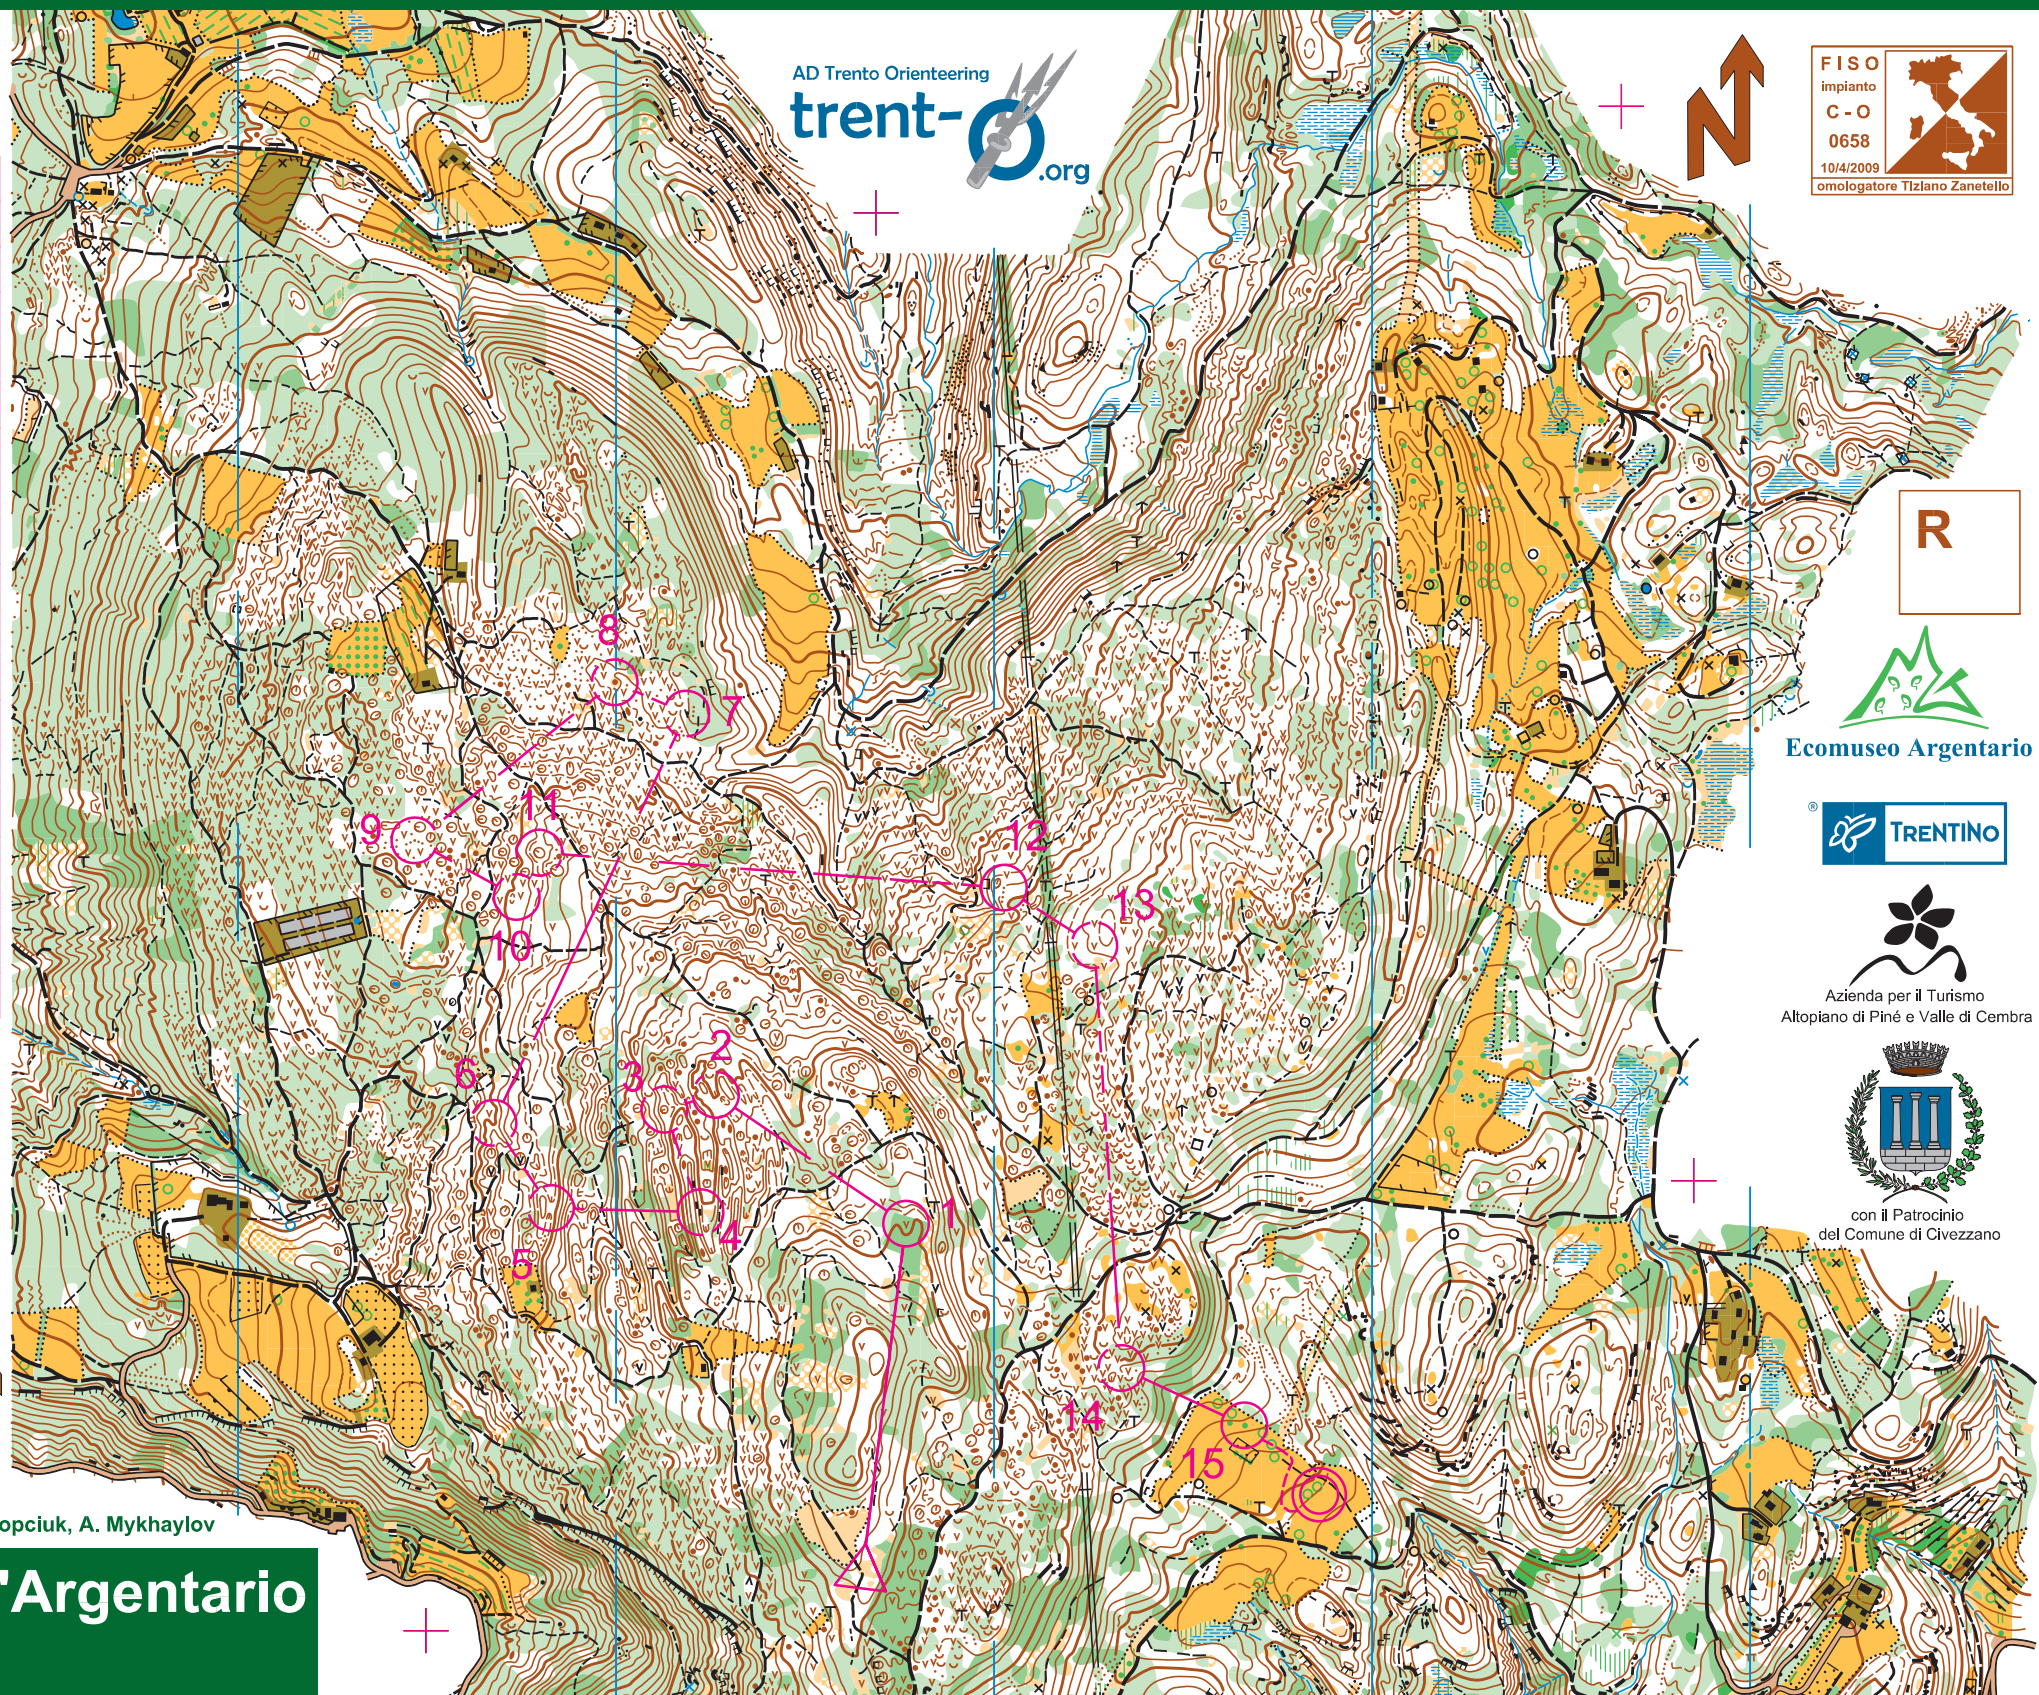 AD Trento Orienteering
trent-O
.org
FISO
impianto
C - O
0658
10/4/2009
omologatore TIziano Zanetello
R
Ecomuseo Argentario
®
TRENTINO
Azienda per il Turismo
Altopiano di Piné e Valle di Cembra
con il Patrocinio
del Comune di Civezzano
8
7
11
9
12
10
13
2
3
6
1
4
5
14
15
opciuk, A. Mykhaylov
'Argentario